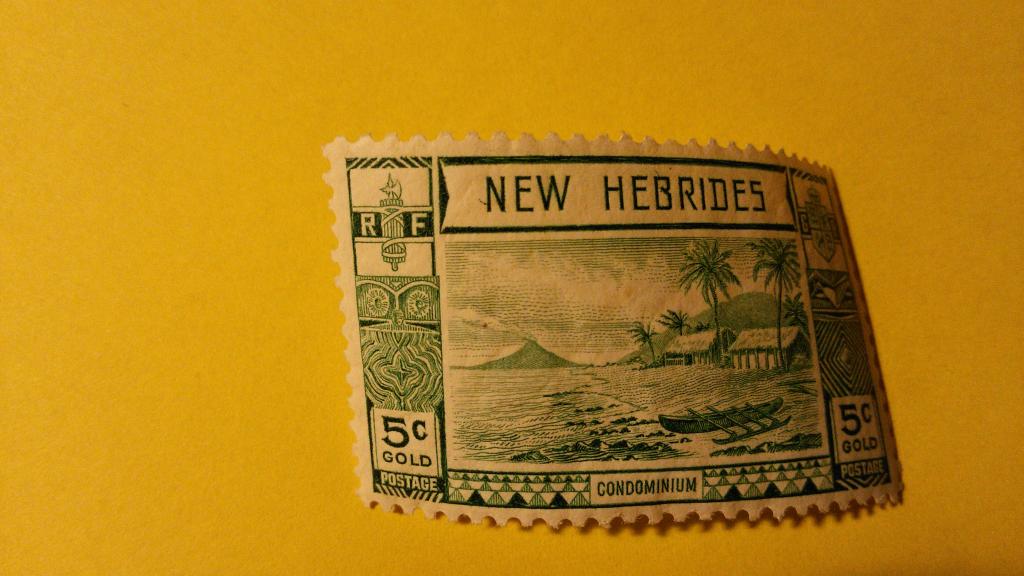 NEW HEBRIDES
R F
5c
GOLD
POSTAGE
5c
GOLD
POSTAGE
CONDOMINIUM